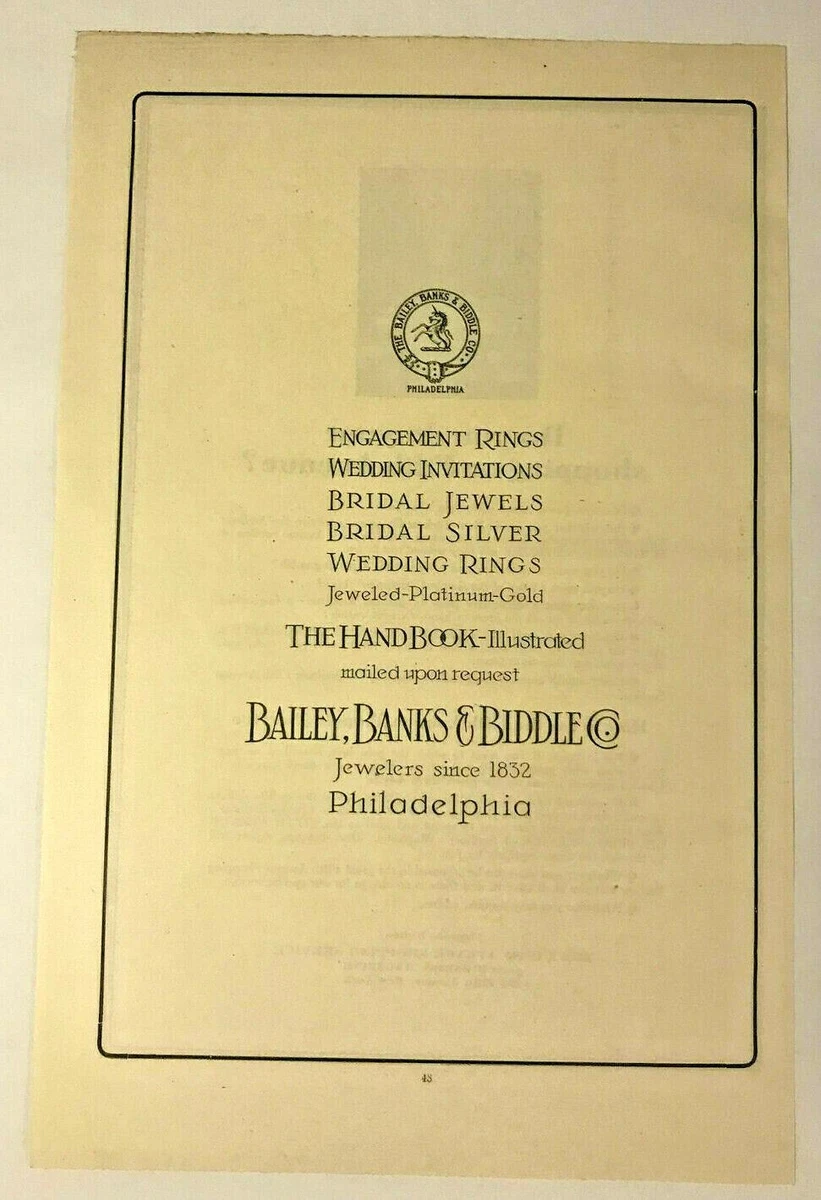 THE BAILEY, BANKS & BIDDLE CO.
PHILADELPHIA
ENGAGEMENT RINGS
WEDDING INVITATIONS
BRIDAL JEWELS
BRIDAL SILVER
WEDDING RINGS
Jeweled-Platinum-Gold
THE HAND BOOK-Illustrated
mailed upon request
BAILEY, BANKS & BIDDLE CO
Jewelers since 1832
Philadelphia
48